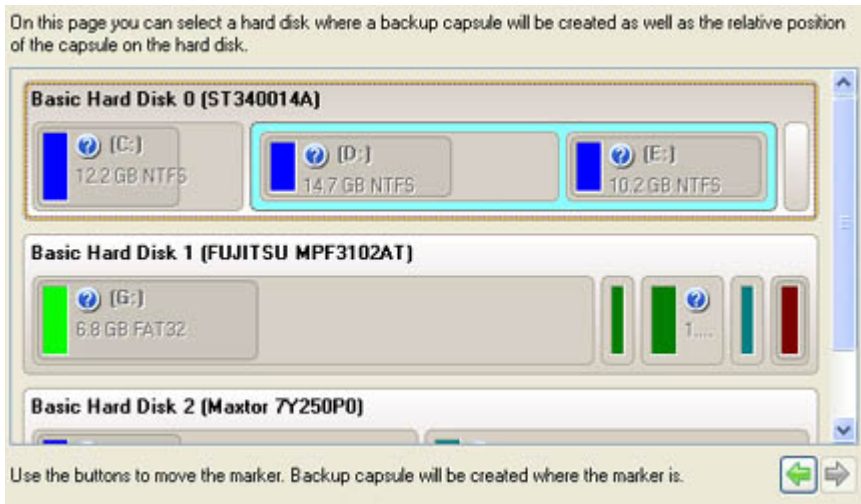 On this page you can select a hard disk where a backup capsule will be created as well as the relative position
of the capsule on the hard disk.
Basic Hard Disk 0 (ST340014A)
(C:)
12.2 GB NTFS
(D:)
14.7 GB NTFS
(E:)
10.2 GB NTFS
Basic Hard Disk 1 (FUJITSU MPF3102AT)
(G:)
6.8 GB FAT32
1....
Basic Hard Disk 2 (Maxtor 7Y250P0)
Use the buttons to move the marker. Backup capsule will be created where the marker is.